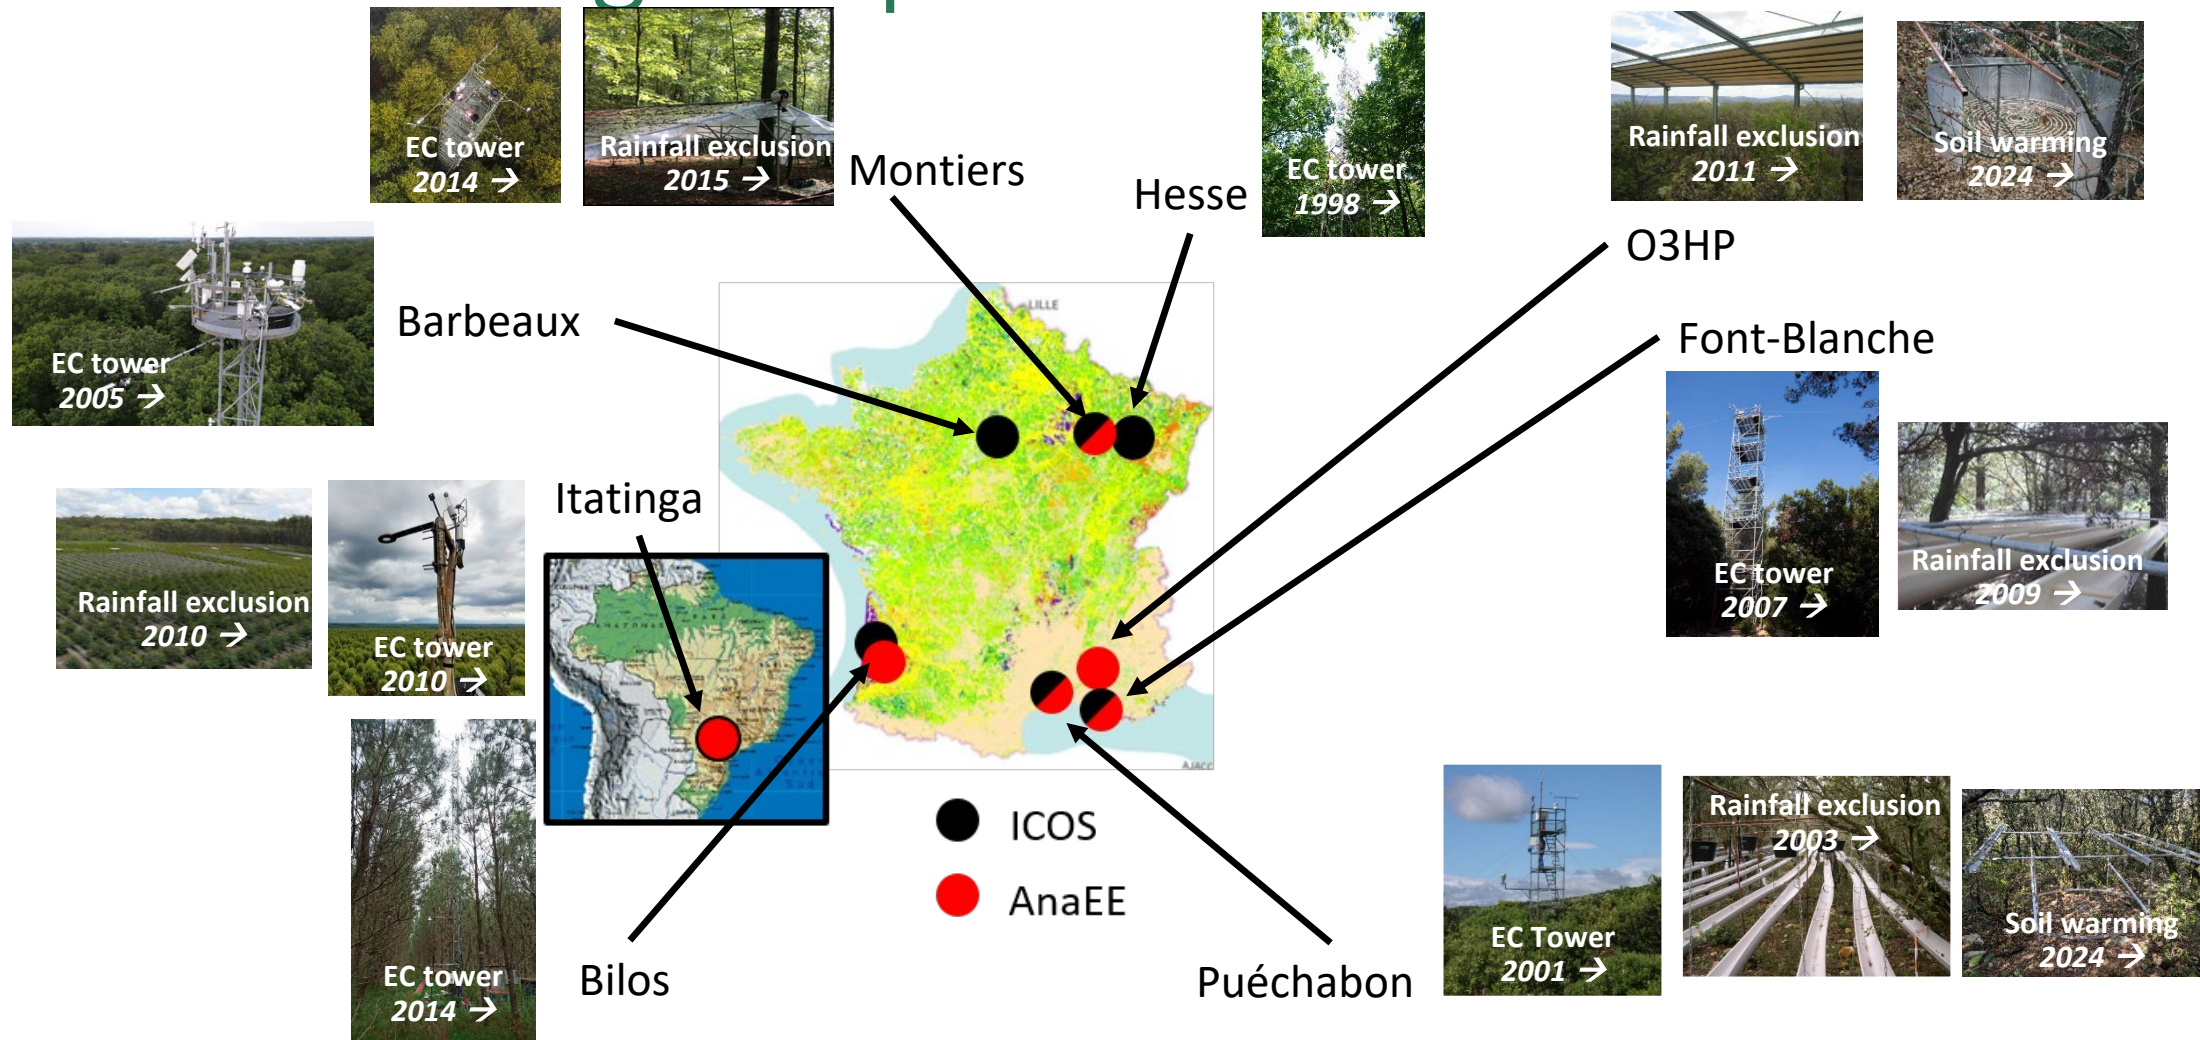 EC tower
2014 →
Rainfall exclusion
2015 →
Montiers
Hesse
EC tower
1998 →
Rainfall exclusion
2011 →
Soil warming
2024 →
O3HP
EC tower
2005 →
Barbeaux
LILLE
Font-Blanche
Itatinga
Rainfall exclusion
2010 →
EC tower
2010 →
EC tower
2007 →
Rainfall exclusion
2009 →
AJACC
ICOS
AnaEE
EC tower
2014 →
Bilos
Puéchabon
EC Tower
2001 →
Rainfall exclusion
2003 →
Soil warming
2024 →